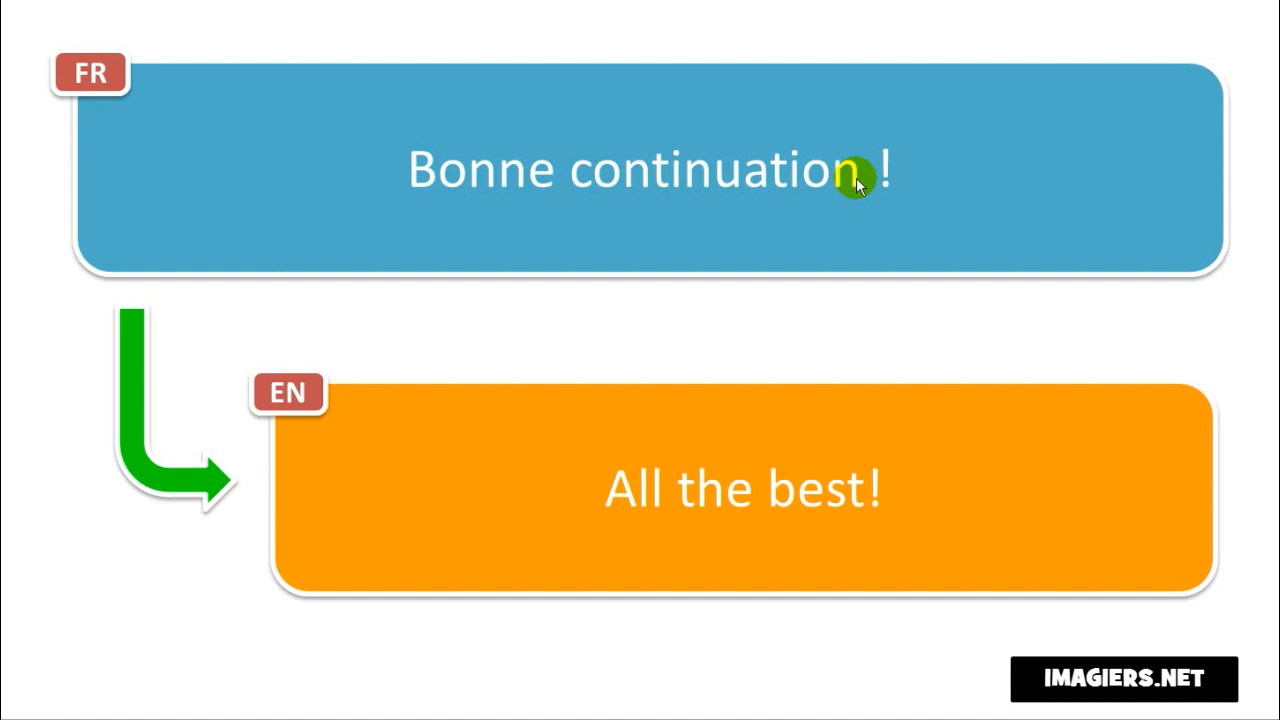 FR
Bonne continuation !
EN
All the best!
IMAGIERS.NET